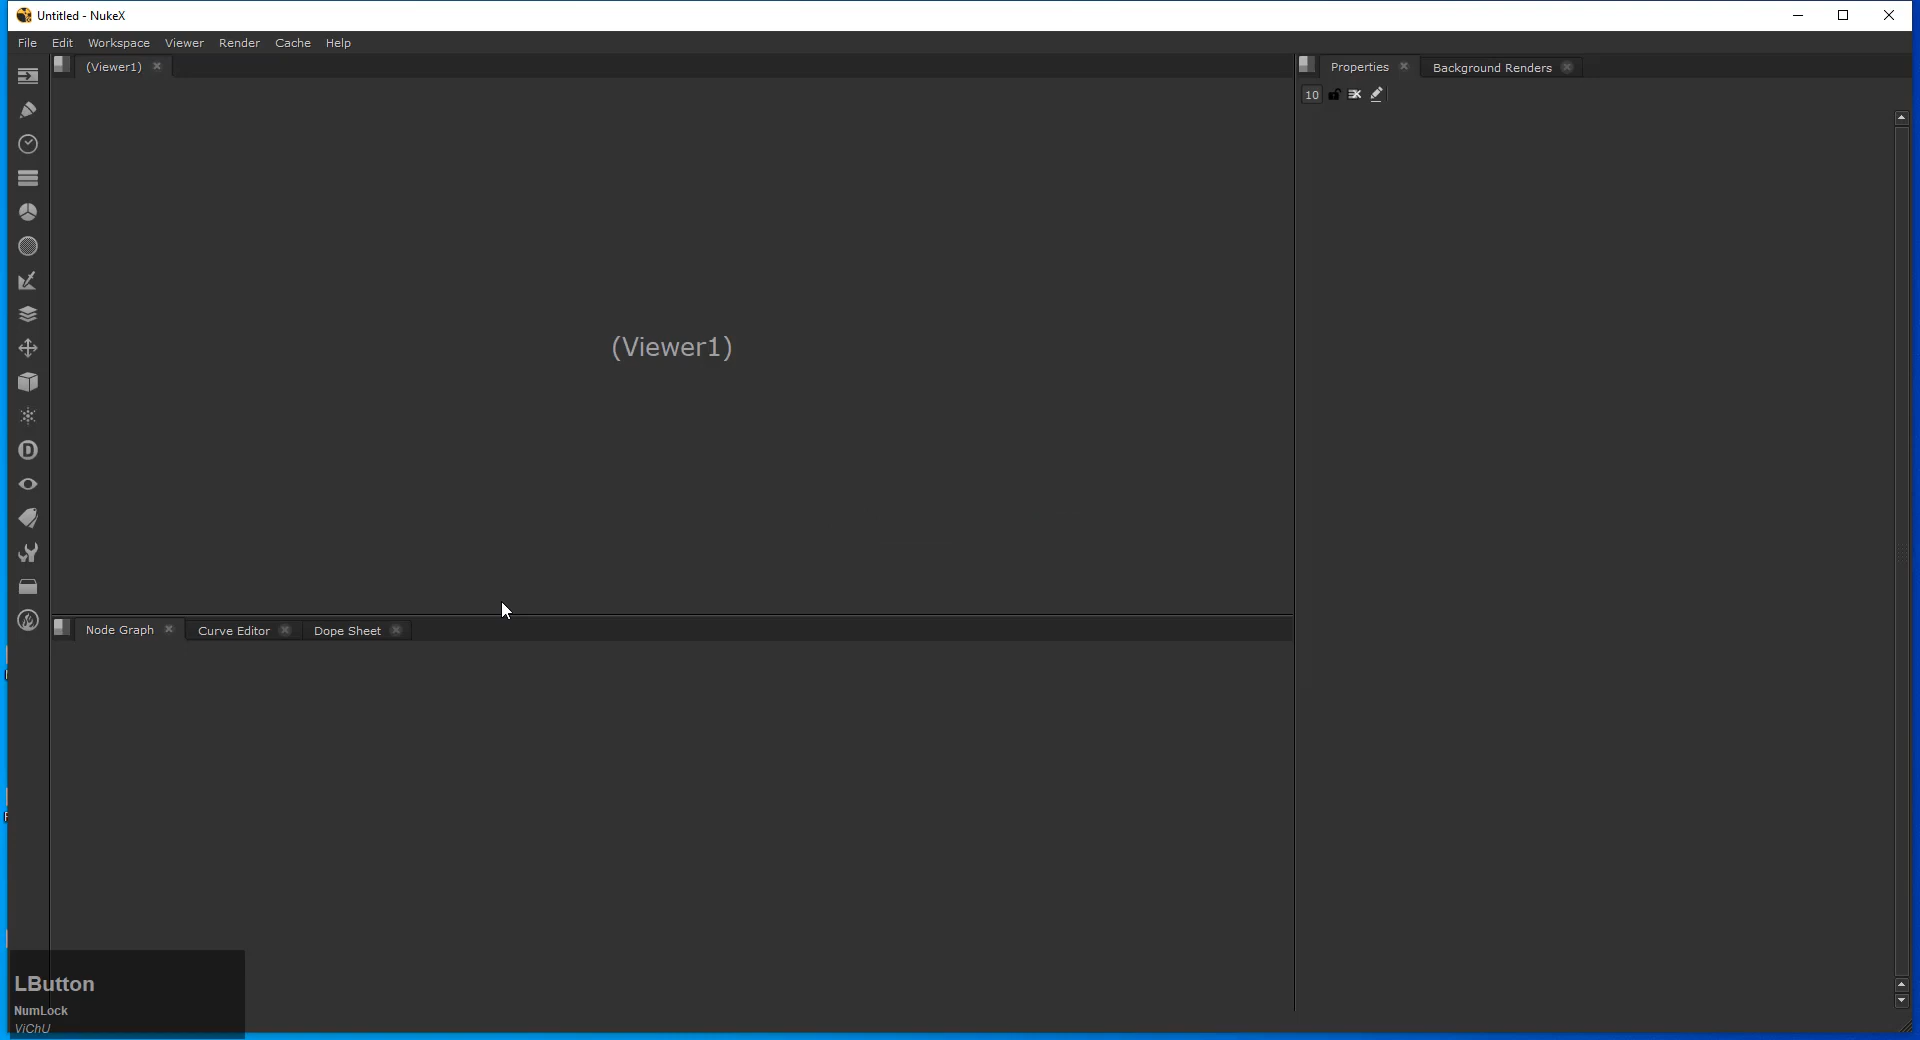 Untitled - NukeX
File Edit Workspace Viewer Render Cache Help
(Viewer1)
Properties
Background Renders
10
(Viewer1)
Node Graph
Curve Editor
Dope Sheet
LButton
NumLock
ViChU